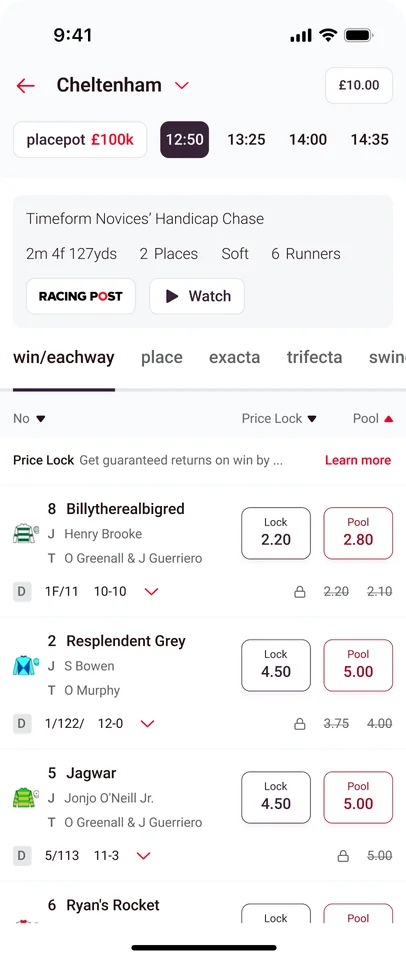 9:41
Cheltenham £10.00
placepot £100k 12:50 13:25 14:00 14:35
Timeform Novices’ Handicap Chase
2m 4f 127yds 2 Places Soft 6 Runners
RACING POST Watch
win/eachway place exacta trifecta swin
No Price Lock Pool
Price Lock Get guaranteed returns on win by ... Learn more
8 Billytherealbigred
J Henry Brooke
T O Greenall & J Guerriero
Lock
2.20
Pool
2.80
D 1F/11 10-10 2.20 2.10
2 Resplendent Grey
J S Bowen
T O Murphy
Lock
4.50
Pool
5.00
D 1/122/ 12-0 3.75 4.00
5 Jagwar
J Jonjo O'Neill Jr.
T O Greenall & J Guerriero
Lock
4.50
Pool
5.00
D 5/113 11-3 5.00
6 Ryan's Rocket
Lock
Pool